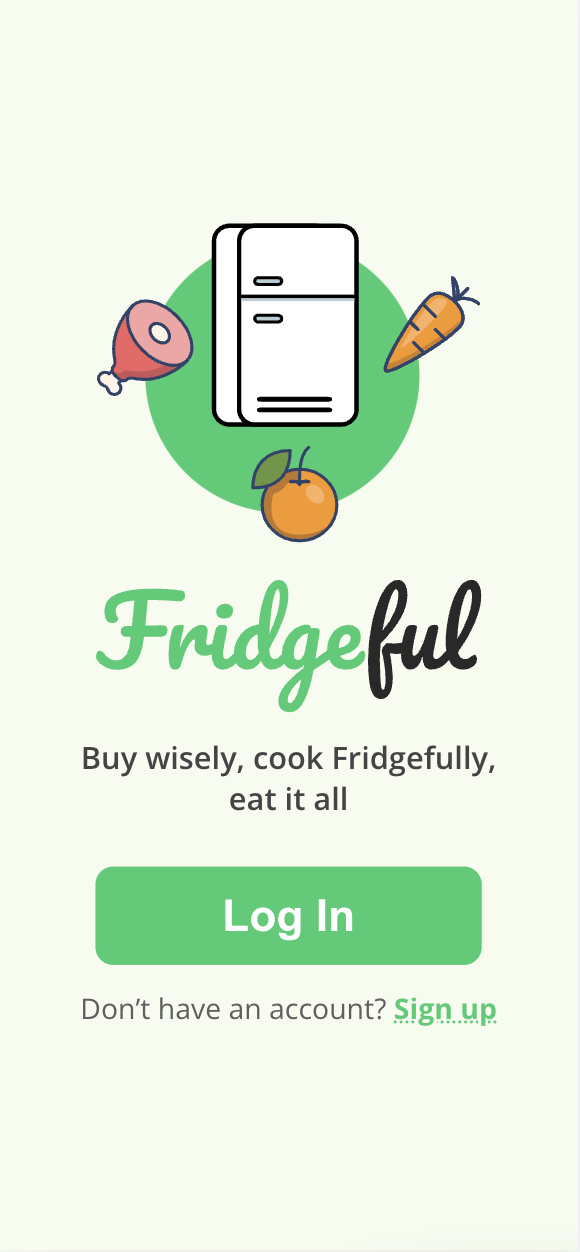 Fridgeful
Buy wisely, cook Fridgefully,
eat it all
Log In
Don’t have an account? Sign up